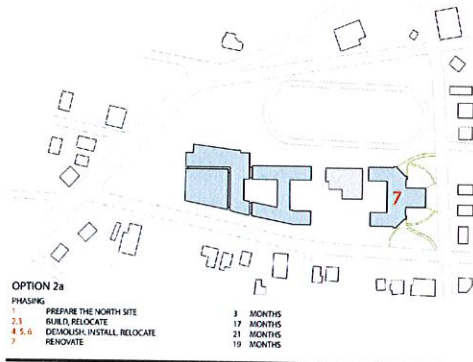 7
OPTION 2a
PHASING
1 PREPARE THE NORTH SITE 3 MONTHS
2,3 BUILD, RELOCATE 17 MONTHS
4, 5, 6 DEMOLISH, INSTALL, RELOCATE 21 MONTHS
7 RENOVATE 19 MONTHS